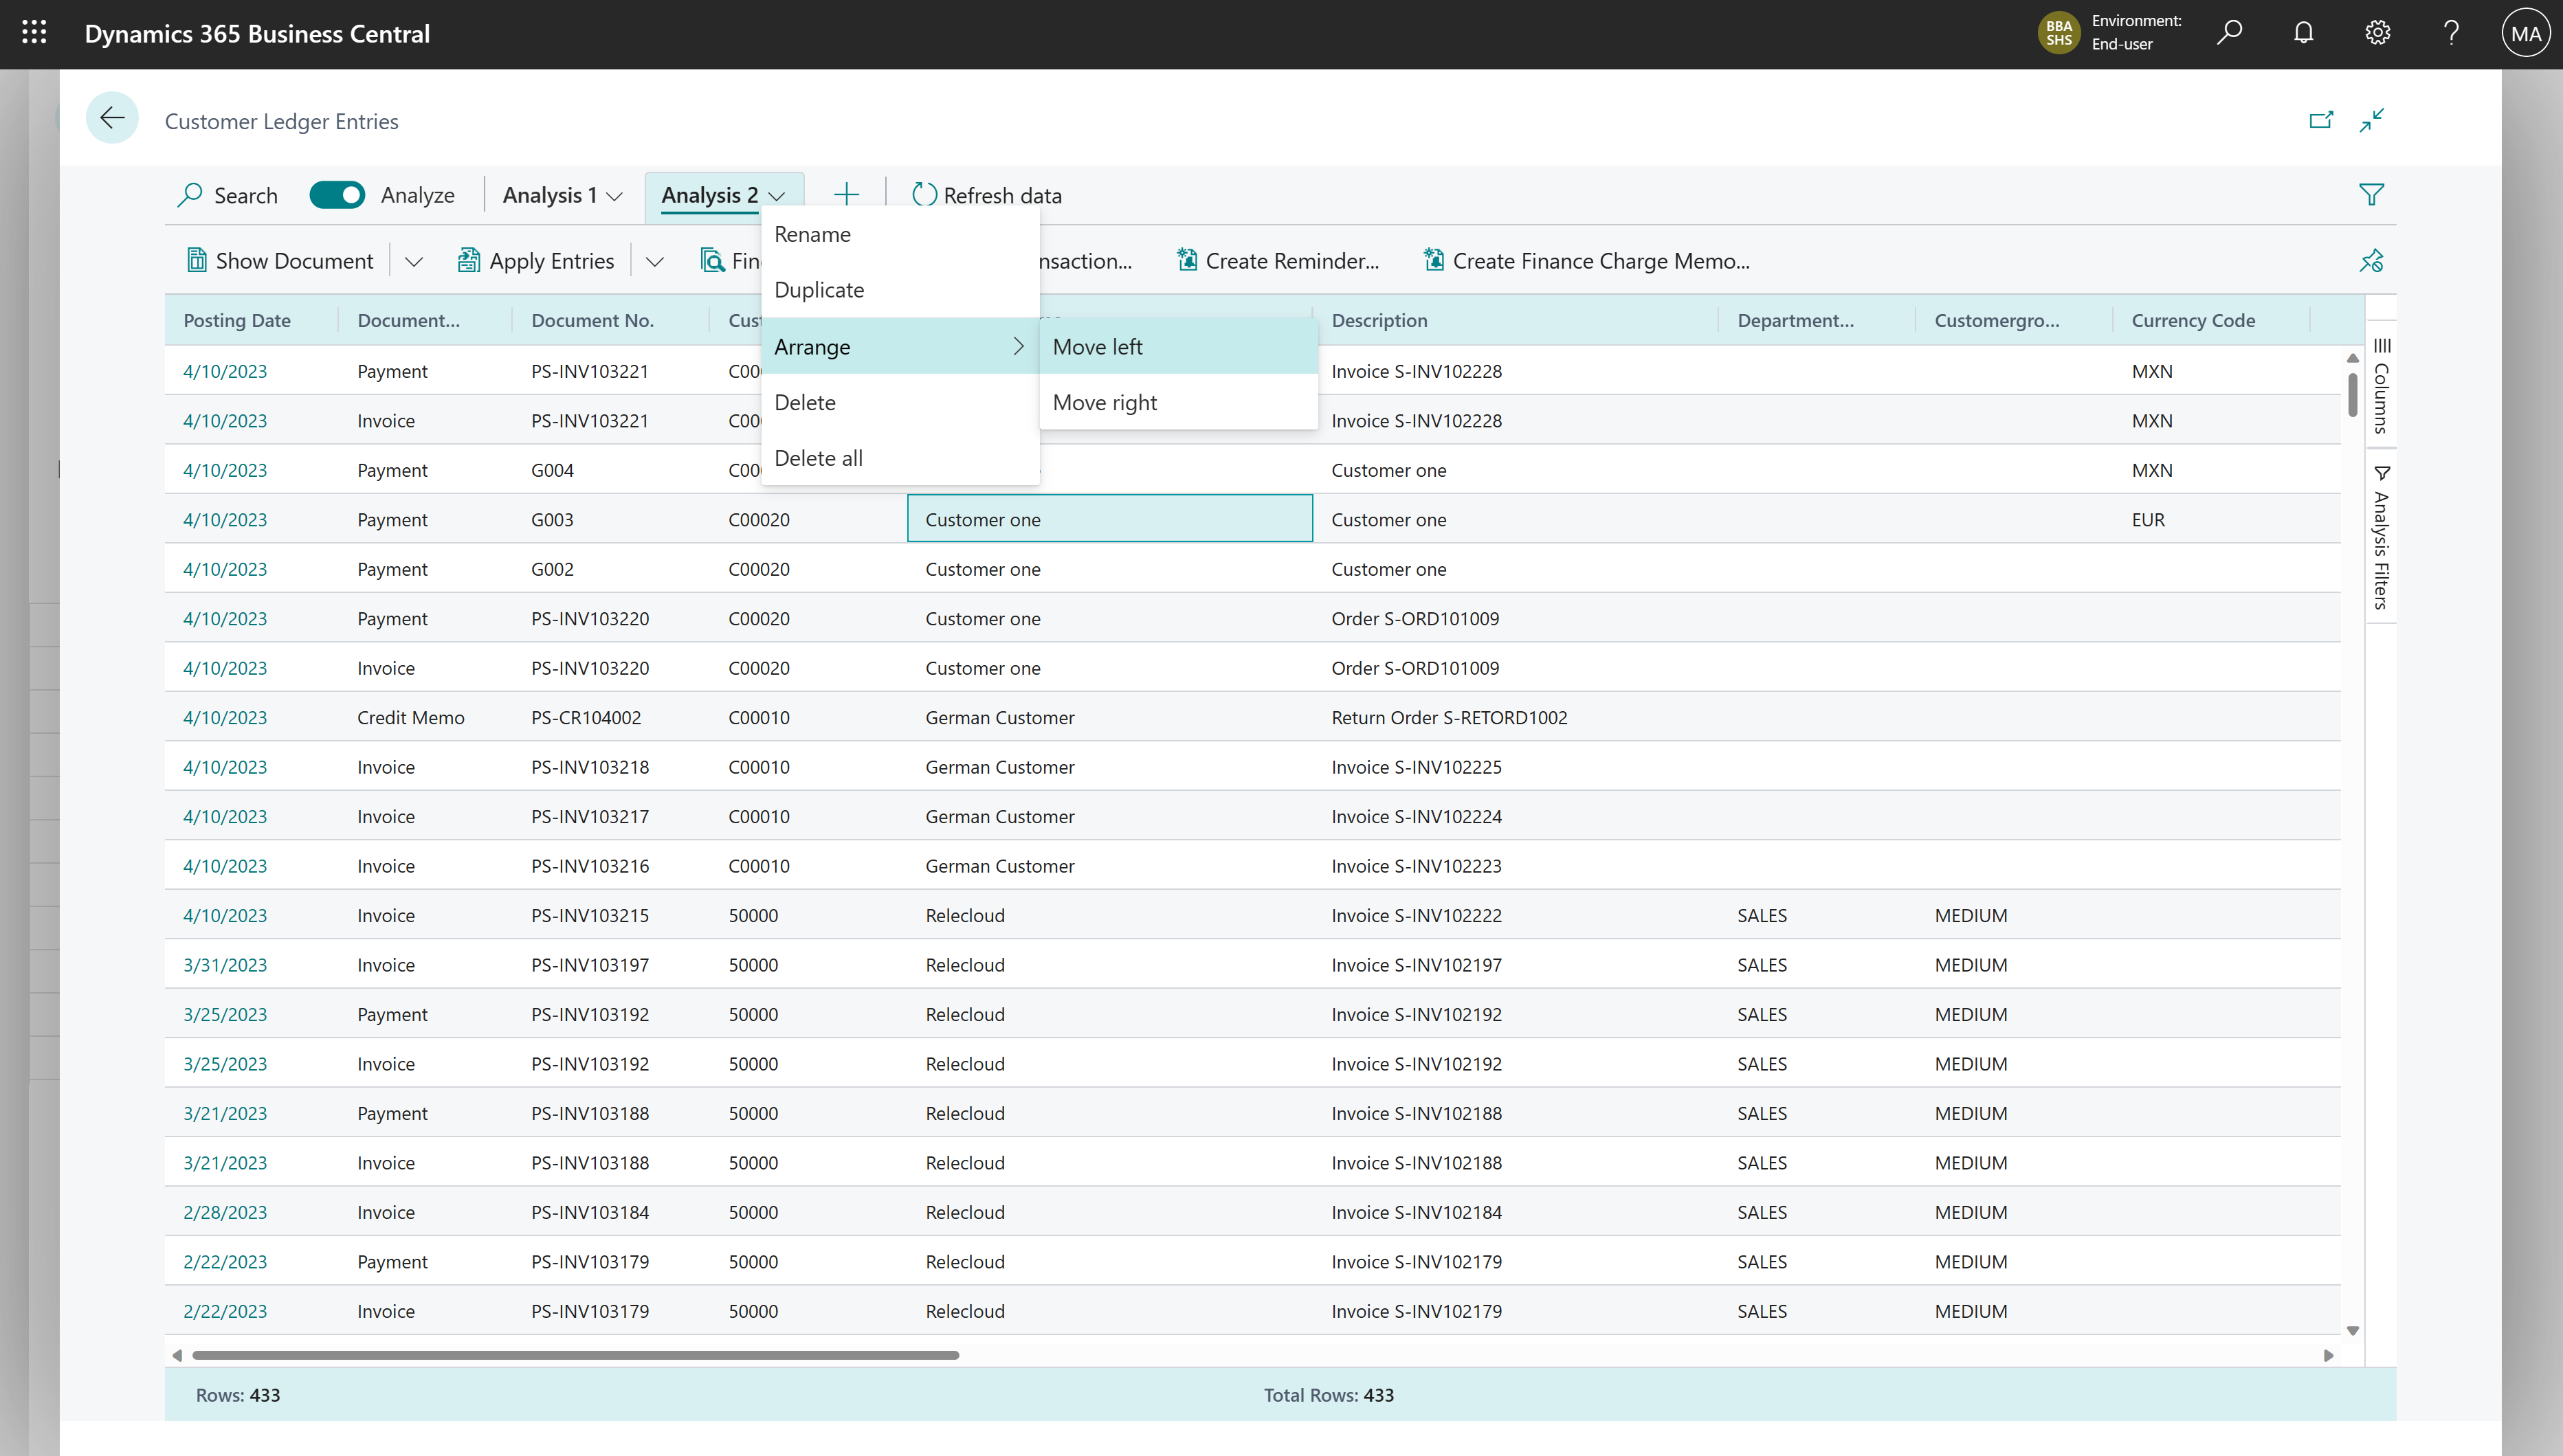 Dynamics 365 Business Central
BBA SHS
Environment:
End-user
MA
Customer Ledger Entries
Search Analyze Analysis 1 Analysis 2 Refresh data
Show Document Apply Entries nsaction... Create Reminder... Create Finance Charge Memo...
Rename
Duplicate
Arrange Move left
Delete Move right
Delete all
Posting Date Document... Document No. Description Department... Customergro... Currency Code
4/10/2023 Payment PS-INV103221 Invoice S-INV102228 MXN
4/10/2023 Invoice PS-INV103221 Invoice S-INV102228 MXN
4/10/2023 Payment G004 Customer one MXN
4/10/2023 Payment G003 C00020 Customer one Customer one EUR
4/10/2023 Payment G002 C00020 Customer one Customer one
4/10/2023 Payment PS-INV103220 C00020 Customer one Order S-ORD101009
4/10/2023 Invoice PS-INV103220 C00020 Customer one Order S-ORD101009
4/10/2023 Credit Memo PS-CR104002 C00010 German Customer Return Order S-RETORD1002
4/10/2023 Invoice PS-INV103218 C00010 German Customer Invoice S-INV102225
4/10/2023 Invoice PS-INV103217 C00010 German Customer Invoice S-INV102224
4/10/2023 Invoice PS-INV103216 C00010 German Customer Invoice S-INV102223
4/10/2023 Invoice PS-INV103215 50000 Relecloud Invoice S-INV102222 SALES MEDIUM
3/31/2023 Invoice PS-INV103197 50000 Relecloud Invoice S-INV102197 SALES MEDIUM
3/25/2023 Payment PS-INV103192 50000 Relecloud Invoice S-INV102192 SALES MEDIUM
3/25/2023 Invoice PS-INV103192 50000 Relecloud Invoice S-INV102192 SALES MEDIUM
3/21/2023 Payment PS-INV103188 50000 Relecloud Invoice S-INV102188 SALES MEDIUM
3/21/2023 Invoice PS-INV103188 50000 Relecloud Invoice S-INV102188 SALES MEDIUM
2/28/2023 Invoice PS-INV103184 50000 Relecloud Invoice S-INV102184 SALES MEDIUM
2/22/2023 Payment PS-INV103179 50000 Relecloud Invoice S-INV102179 SALES MEDIUM
2/22/2023 Invoice PS-INV103179 50000 Relecloud Invoice S-INV102179 SALES MEDIUM
Columns
Analysis Filters
Rows: 433 Total Rows: 433